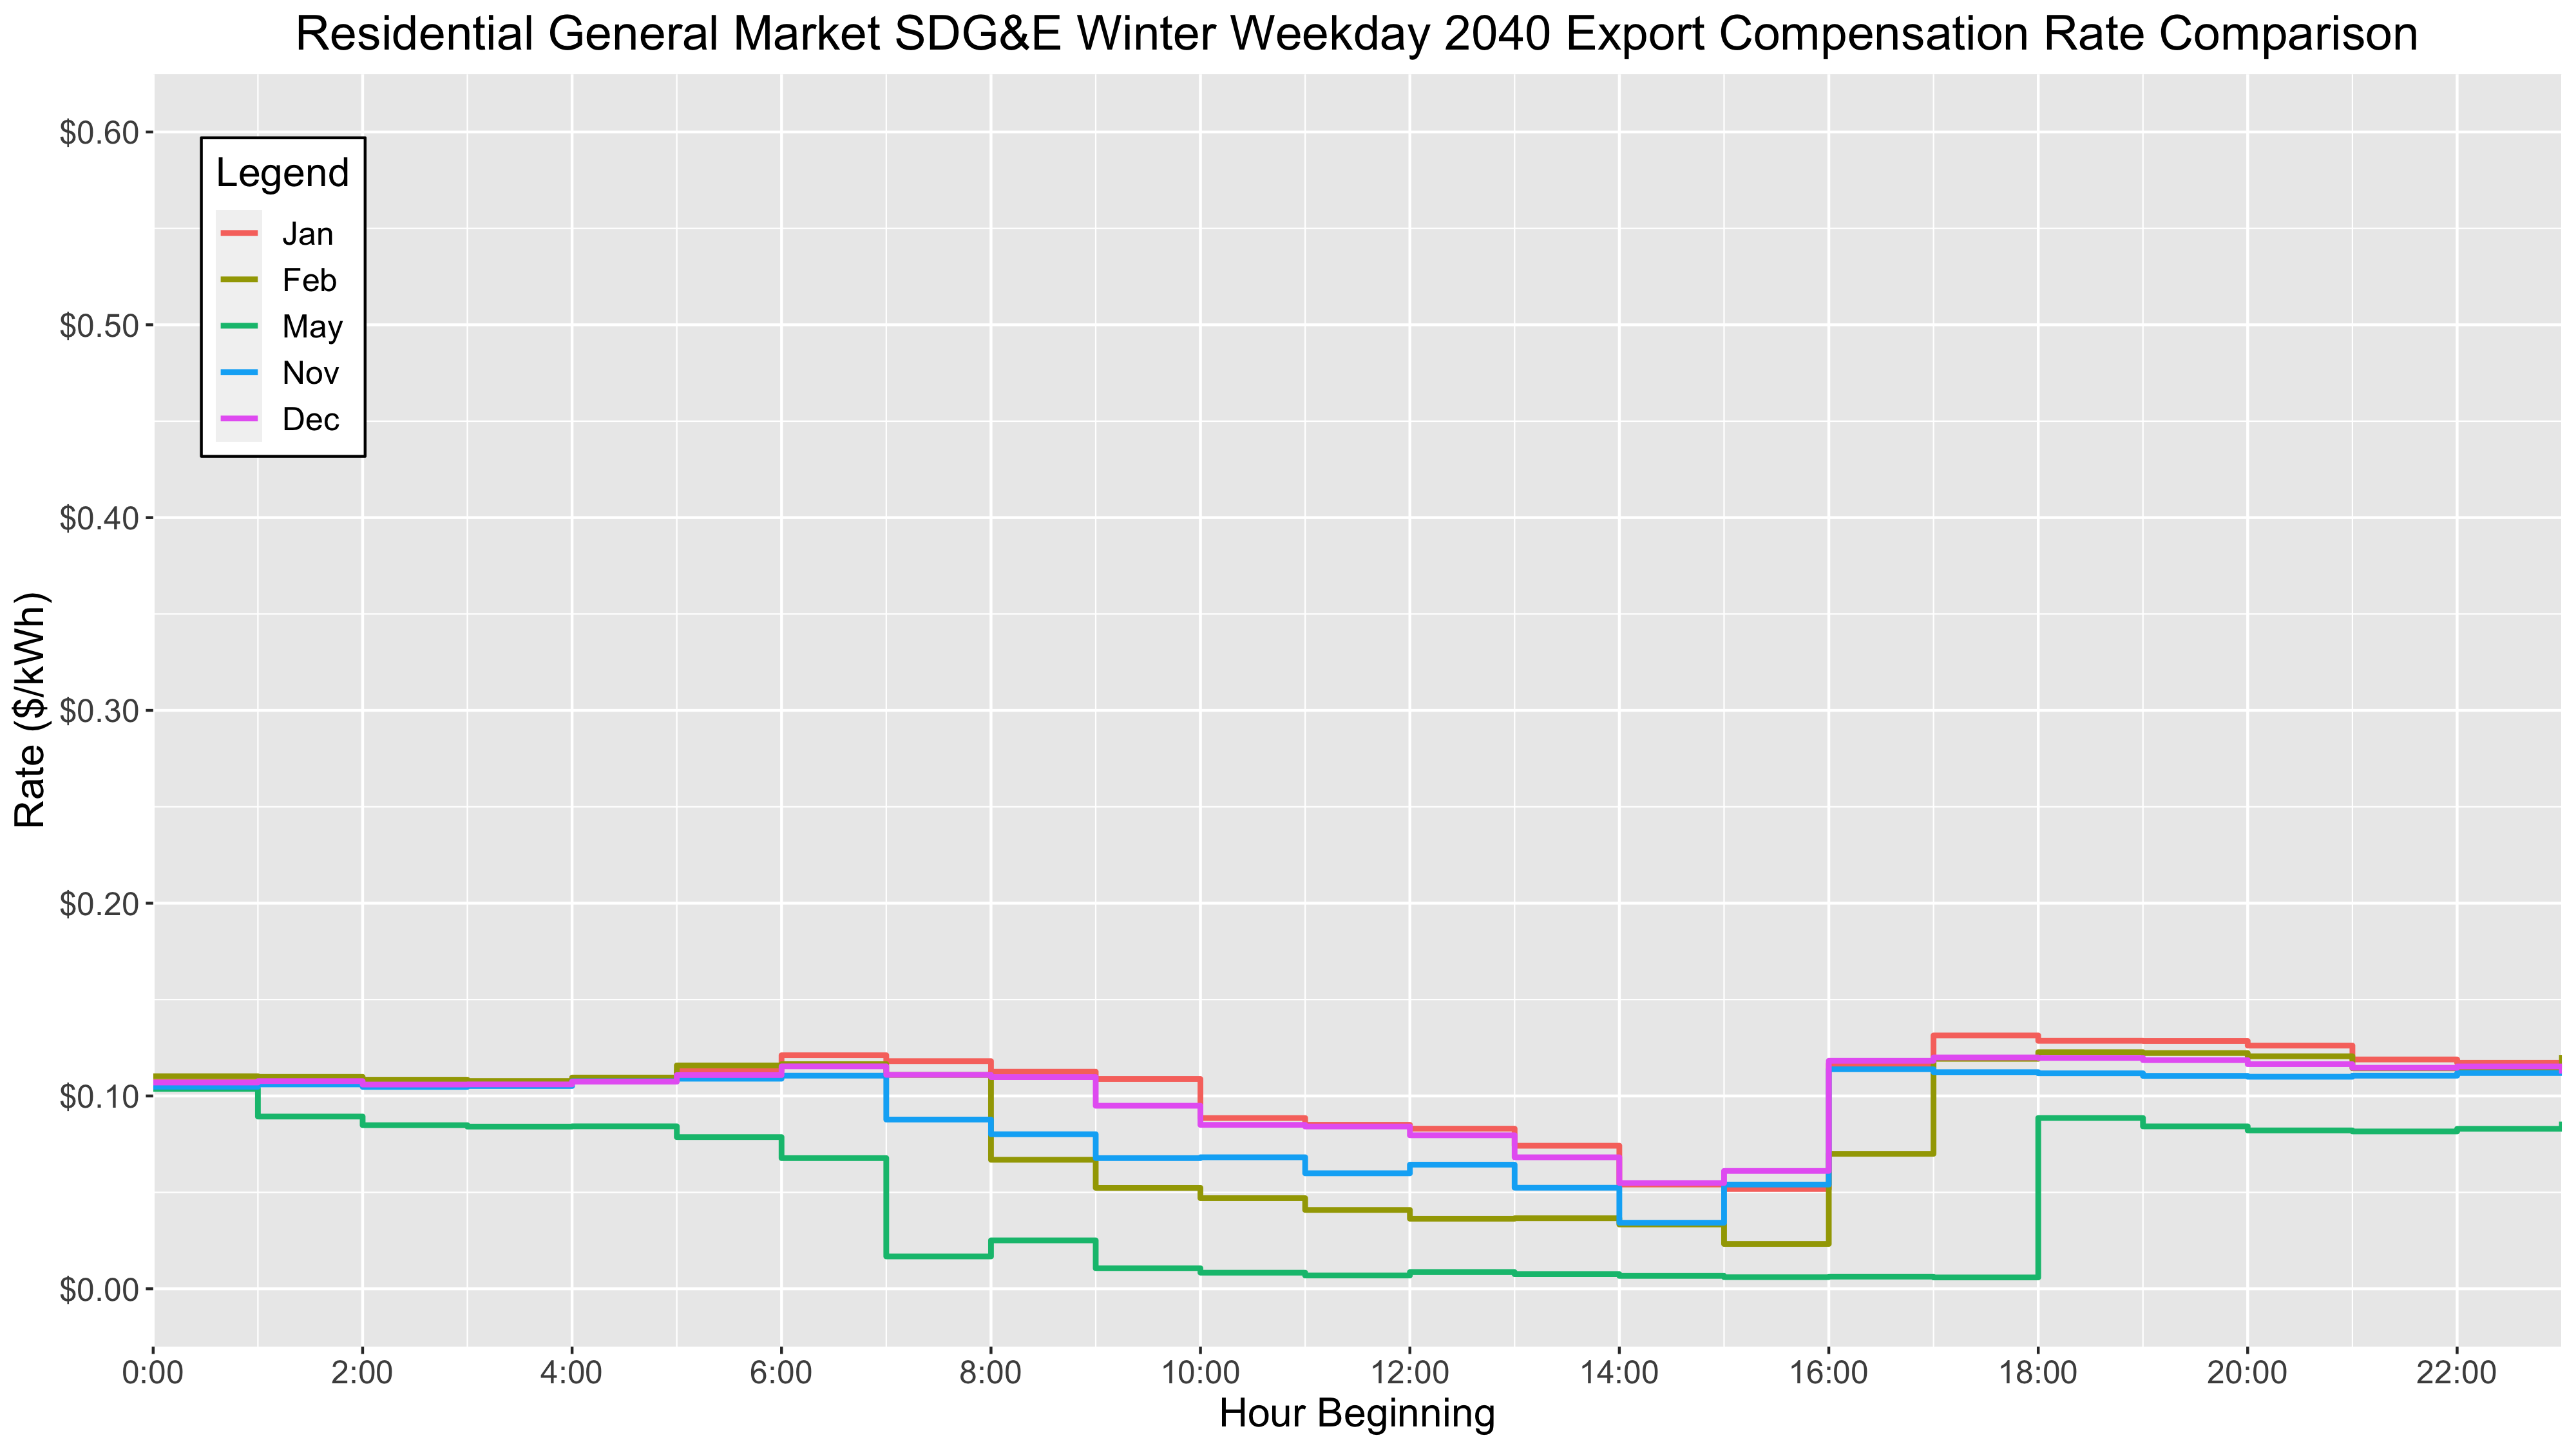 Residential General Market SDG&E Winter Weekday 2040 Export Compensation Rate Comparison
$0.60
$0.50
$0.40
$0.30
$0.20
$0.10
$0.00
Rate ($/kWh)
Legend
Jan
Feb
May
Nov
Dec
0:00 2:00 4:00 6:00 8:00 10:00 12:00 14:00 16:00 18:00 20:00 22:00
Hour Beginning